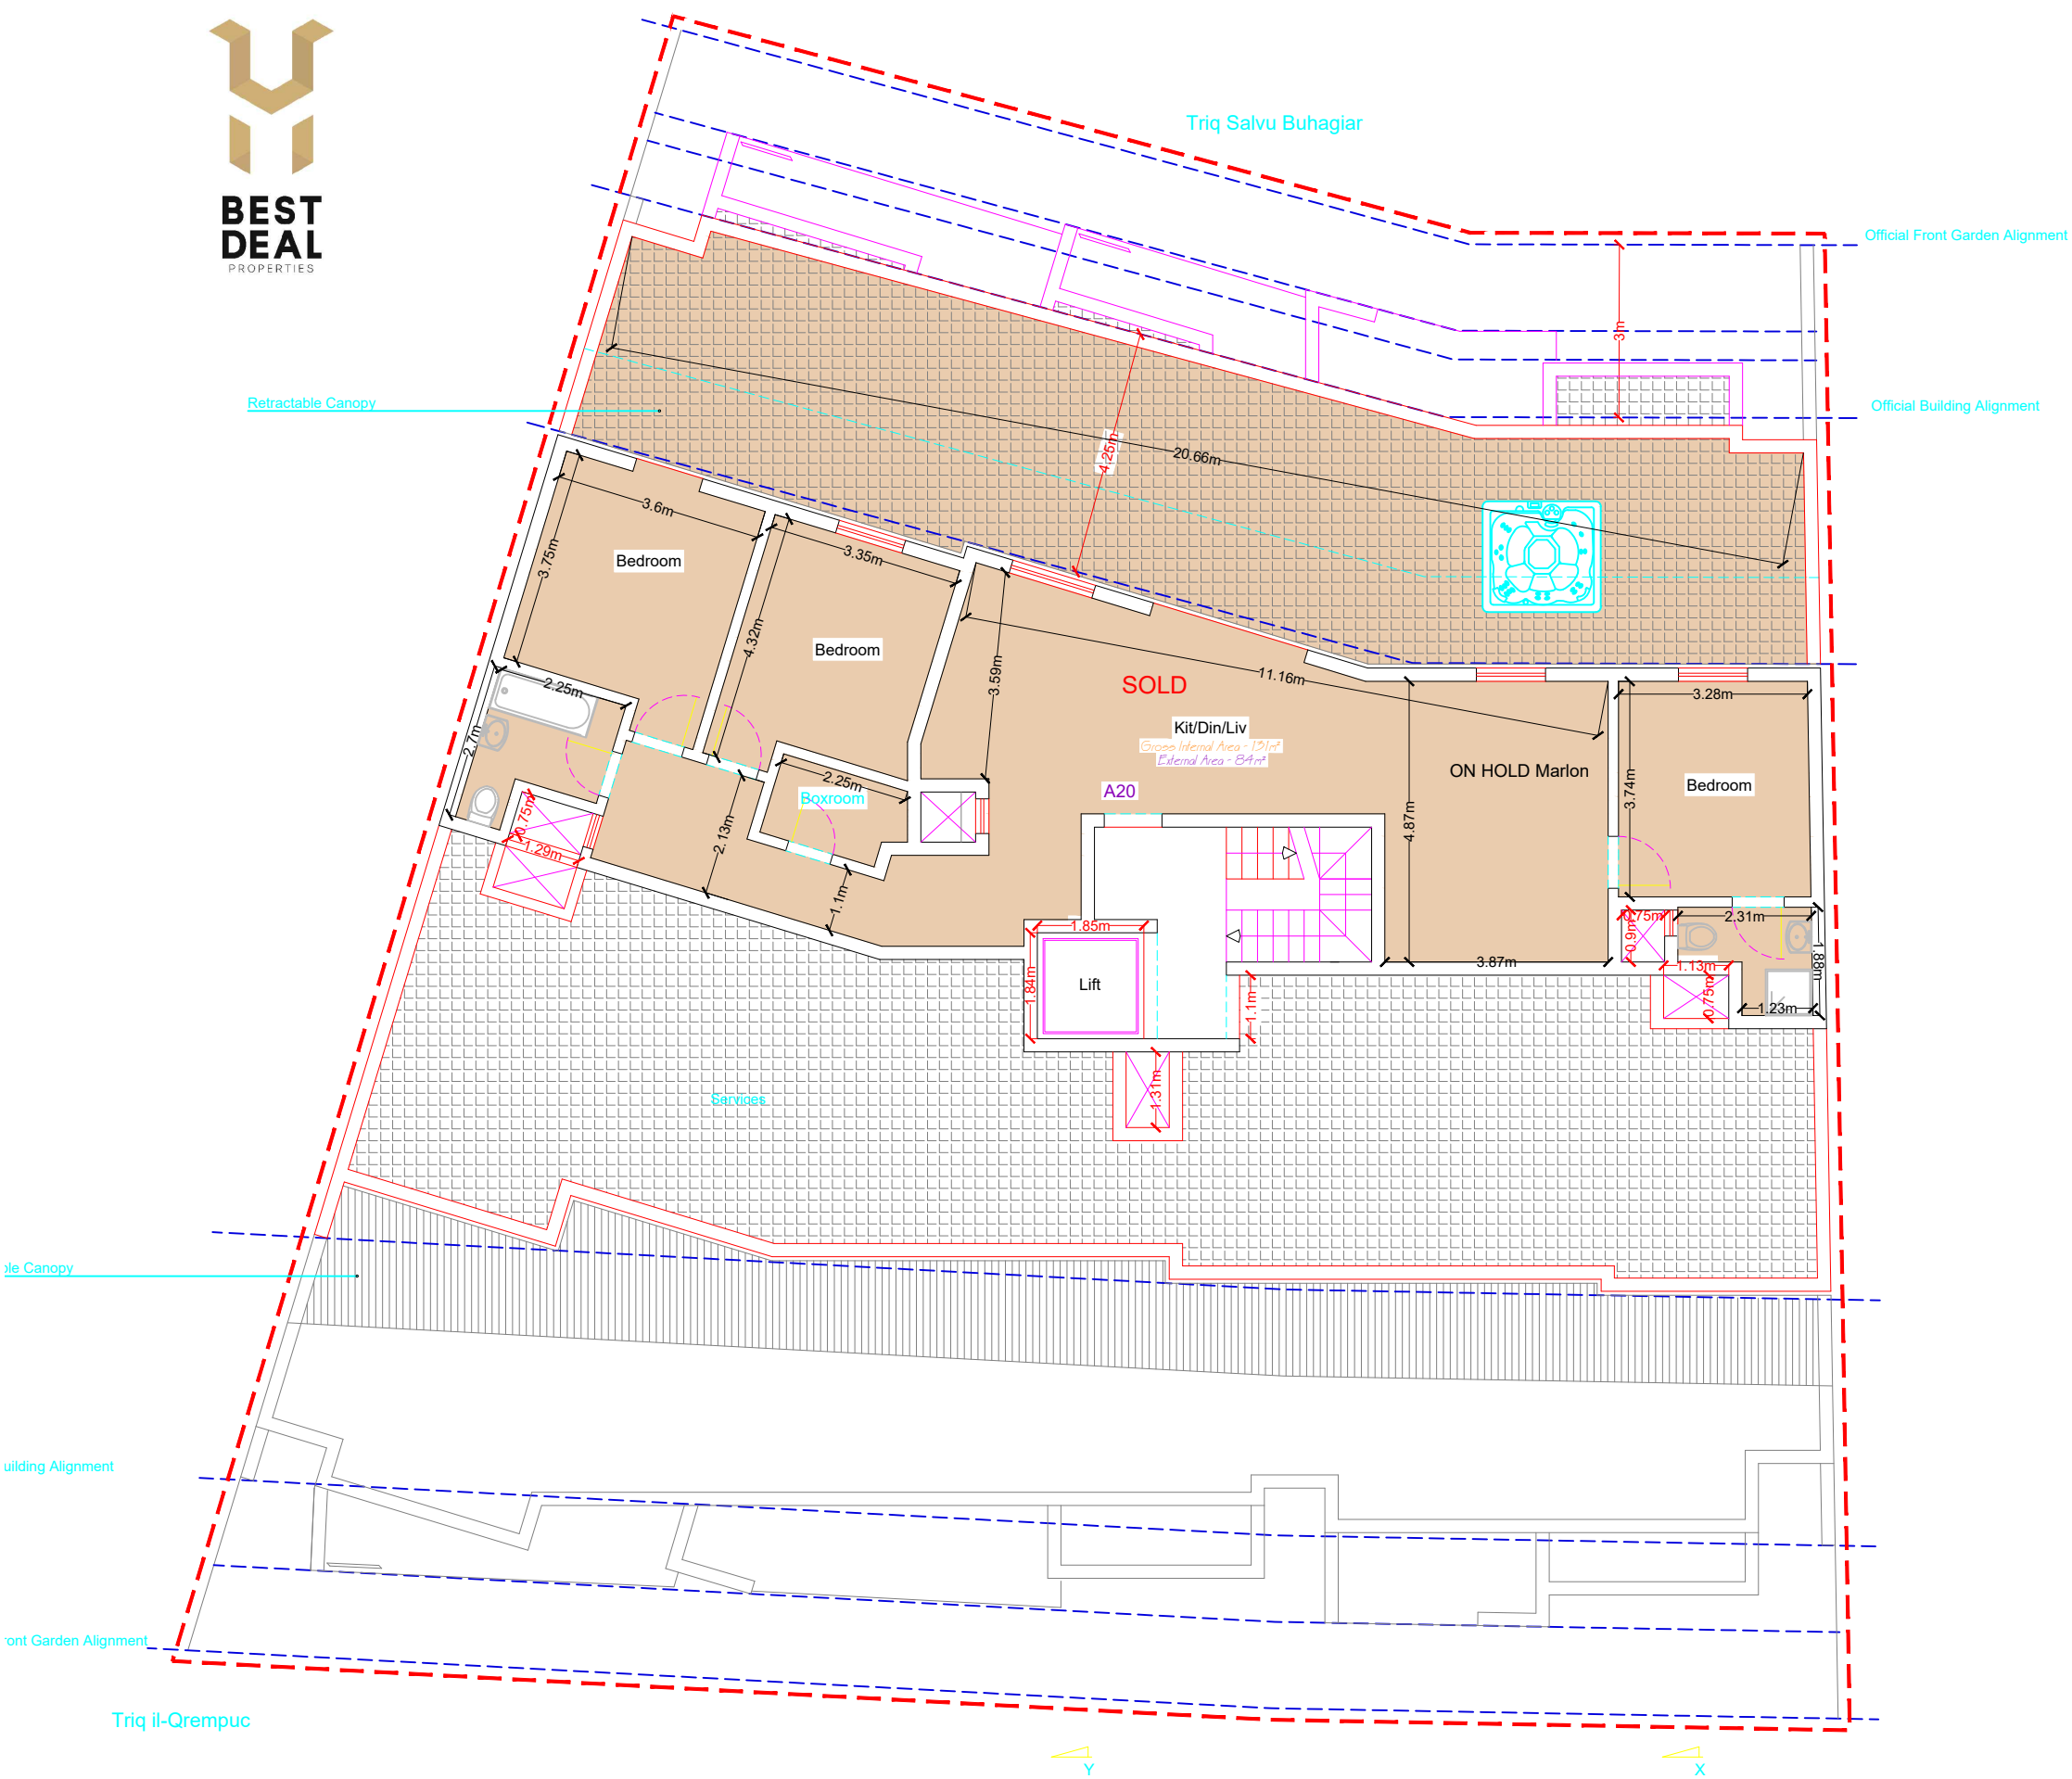 BEST
DEAL
PROPERTIES
Triq Salvu Buhagiar
Official Front Garden Alignment
3m
Retractable Canopy
Official Building Alignment
4.25m
20.66m
3.6m
3.75m
Bedroom
3.35m
4.32m
Bedroom
3.59m
11.16m
SOLD
2.25m
2.7m
Kit/Din/Liv
Gross Internal Area - 131m²
External Area - 84m²
ON HOLD Marlon
A20
3.28m
3.74m
Bedroom
2.25m
Boxroom
0.75m
1.29m
2.13m
1.1m
4.87m
3.87m
1.85m
1.84m
Lift
1.1m
1.31m
0.75m
0.9m
2.31m
1.88m
1.13m
0.75m
1.23m
Services
ble Canopy
uilding Alignment
ront Garden Alignment
Triq il-Qrempuc
Y
X